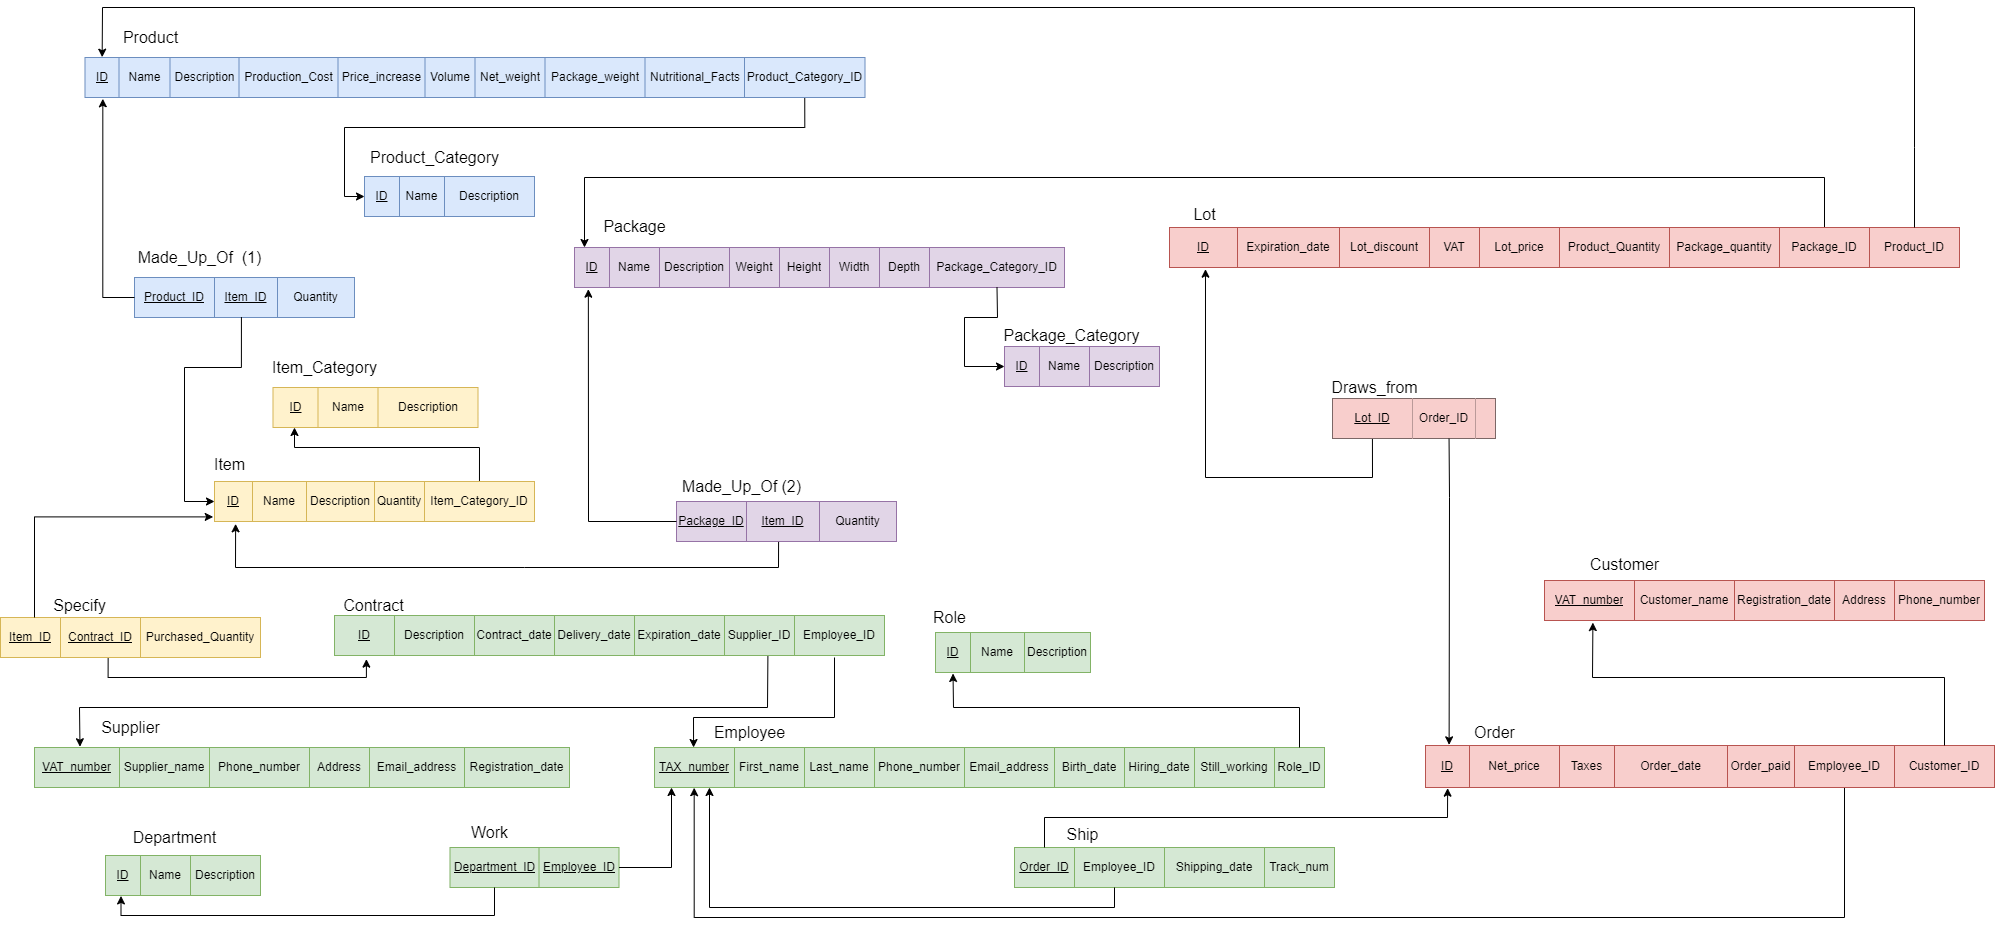 Product
ID Name Description Production_Cost Price_increase Volume Net_weight Package_weight Nutritional_Facts Product_Category_ID
Product_Category
ID Name Description
Package
ID Name Description Weight Height Width Depth Package_Category_ID
Lot
ID Expiration_date Lot_discount VAT Lot_price Product_Quantity Package_quantity Package_ID Product_ID
Made_Up_Of (1)
Product_ID Item_ID Quantity
Package_Category
ID Name Description
Item_Category
ID Name Description
Draws_from
Lot_ID Order_ID
Item
ID Name Description Quantity Item_Category_ID
Made_Up_Of (2)
Package_ID Item_ID Quantity
Customer
VAT_number Customer_name Registration_date Address Phone_number
Specify
Item_ID Contract_ID Purchased_Quantity
Contract
ID Description Contract_date Delivery_date Expiration_date Supplier_ID Employee_ID
Role
ID Name Description
Supplier
VAT_number Supplier_name Phone_number Address Email_address Registration_date
Employee
TAX_number First_name Last_name Phone_number Email_address Birth_date Hiring_date Still_working Role_ID
Order
ID Net_price Taxes Order_date Order_paid Employee_ID Customer_ID
Department
ID Name Description
Work
Department_ID Employee_ID
Ship
Order_ID Employee_ID Shipping_date Track_num